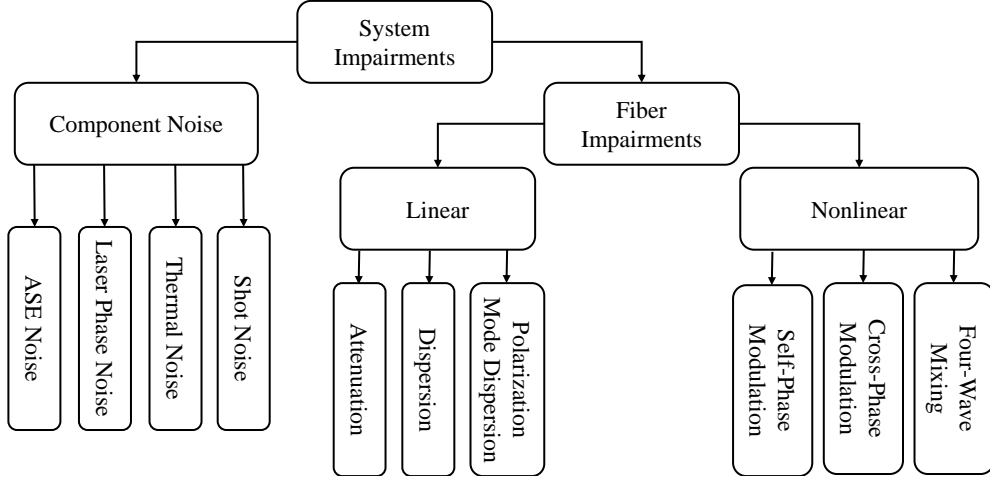 System
Impairments
Component Noise
Fiber
Impairments
Linear
Nonlinear
ASE Noise
Laser Phase Noise
Thermal Noise
Shot Noise
Attenuation
Dispersion
Polarization
Mode Dispersion
Self-Phase
Modulation
Cross-Phase
Modulation
Four-Wave
Mixing